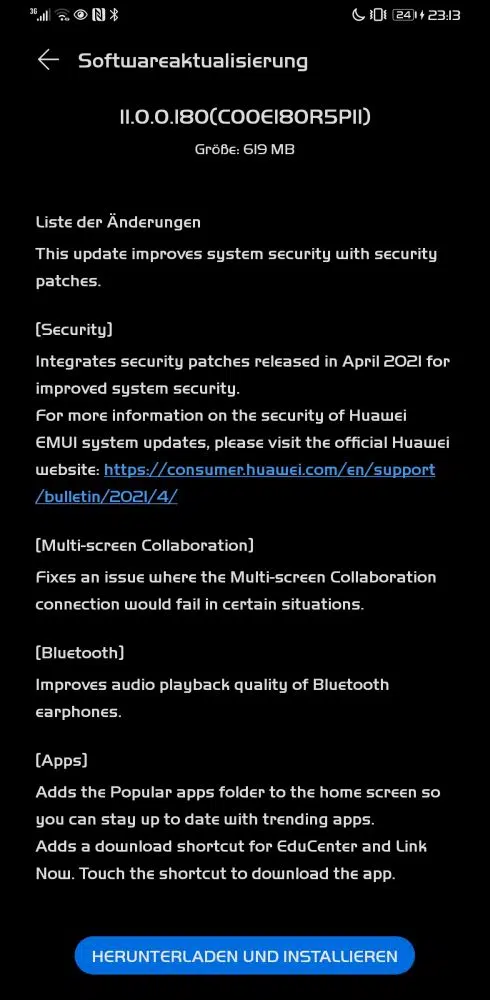 3G 24 23:13
Softwareaktualisierung
11.0.0.180(C00E180R5P11)
Größe: 619 MB
Liste der Änderungen
This update improves system security with security
patches.
[Security]
Integrates security patches released in April 2021 for
improved system security.
For more information on the security of Huawei
EMUI system updates, please visit the official Huawei
website: https://consumer.huawei.com/en/support
/bulletin/2021/4/
[Multi-screen Collaboration]
Fixes an issue where the Multi-screen Collaboration
connection would fail in certain situations.
[Bluetooth]
Improves audio playback quality of Bluetooth
earphones.
[Apps]
Adds the Popular apps folder to the home screen so
you can stay up to date with trending apps.
Adds a download shortcut for EduCenter and Link
Now. Touch the shortcut to download the app.
HERUNTERLADEN UND INSTALLIEREN